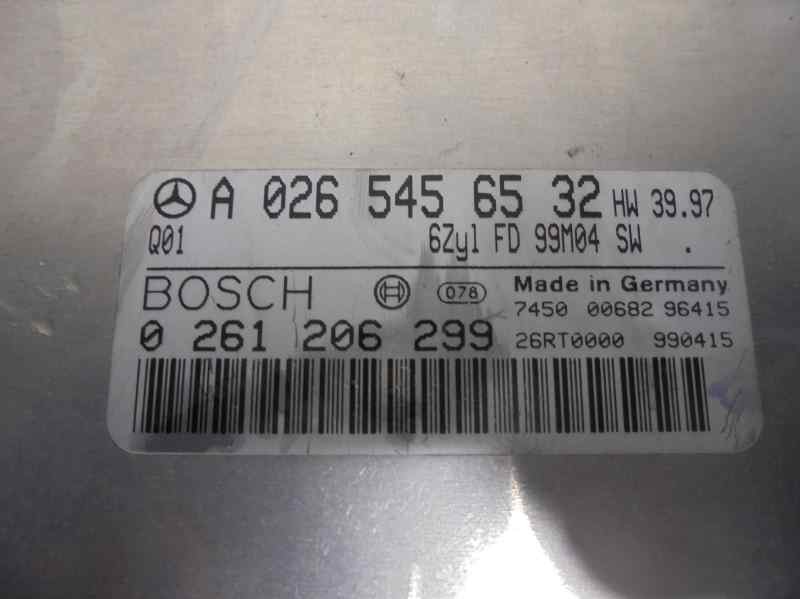 A 026 545 65 32 HW 39.97
Q01 6Zyl FD 99M04 SW .
BOSCH 078 Made in Germany
7450 00682 96415
0 261 206 299 26RT0000 990415